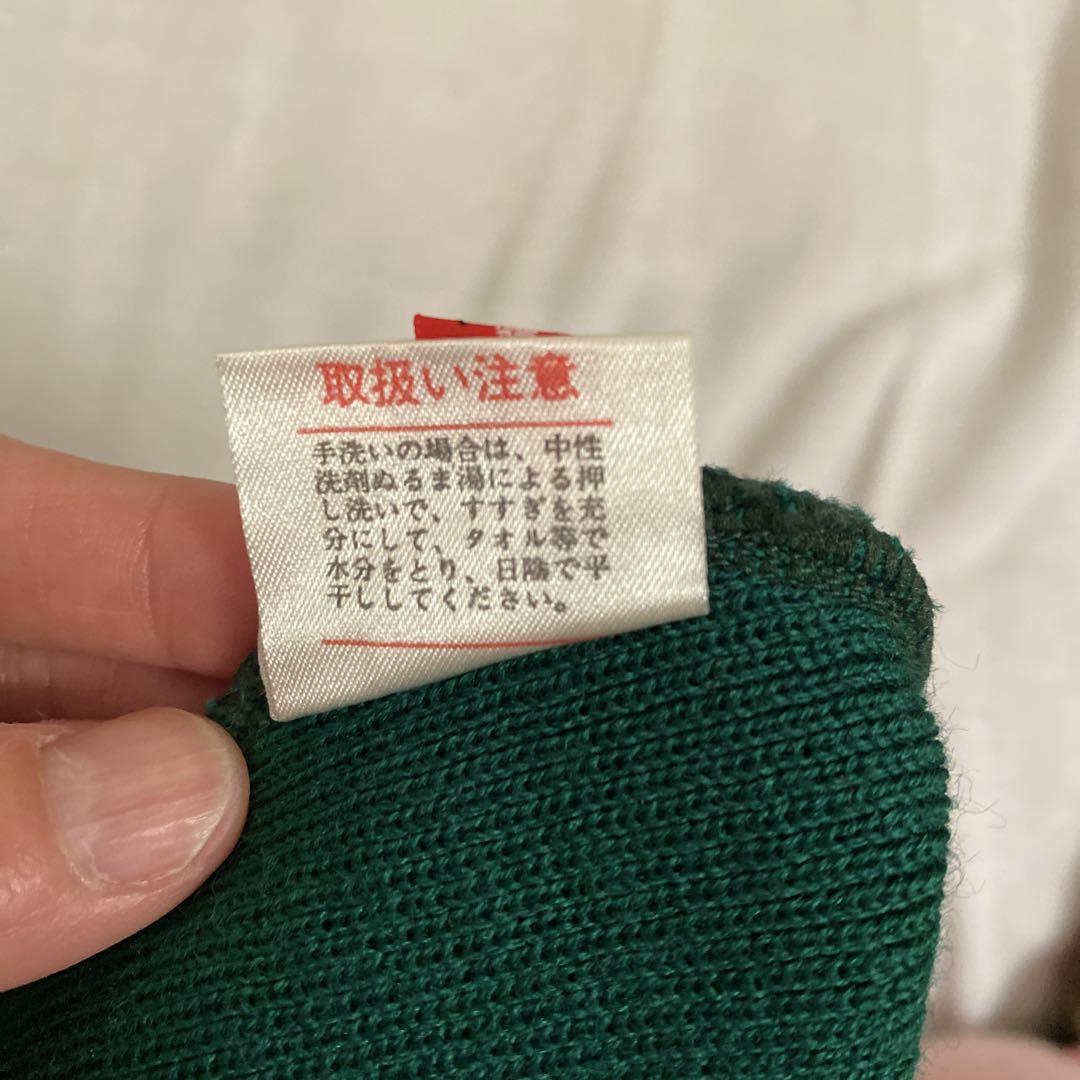 取扱い注意
手洗いの場合は、中性
洗剤ぬるま湯による押
し洗いで、すすぎを充
分にして、タオル等で
水分をとり、日陰で平
干ししてください。